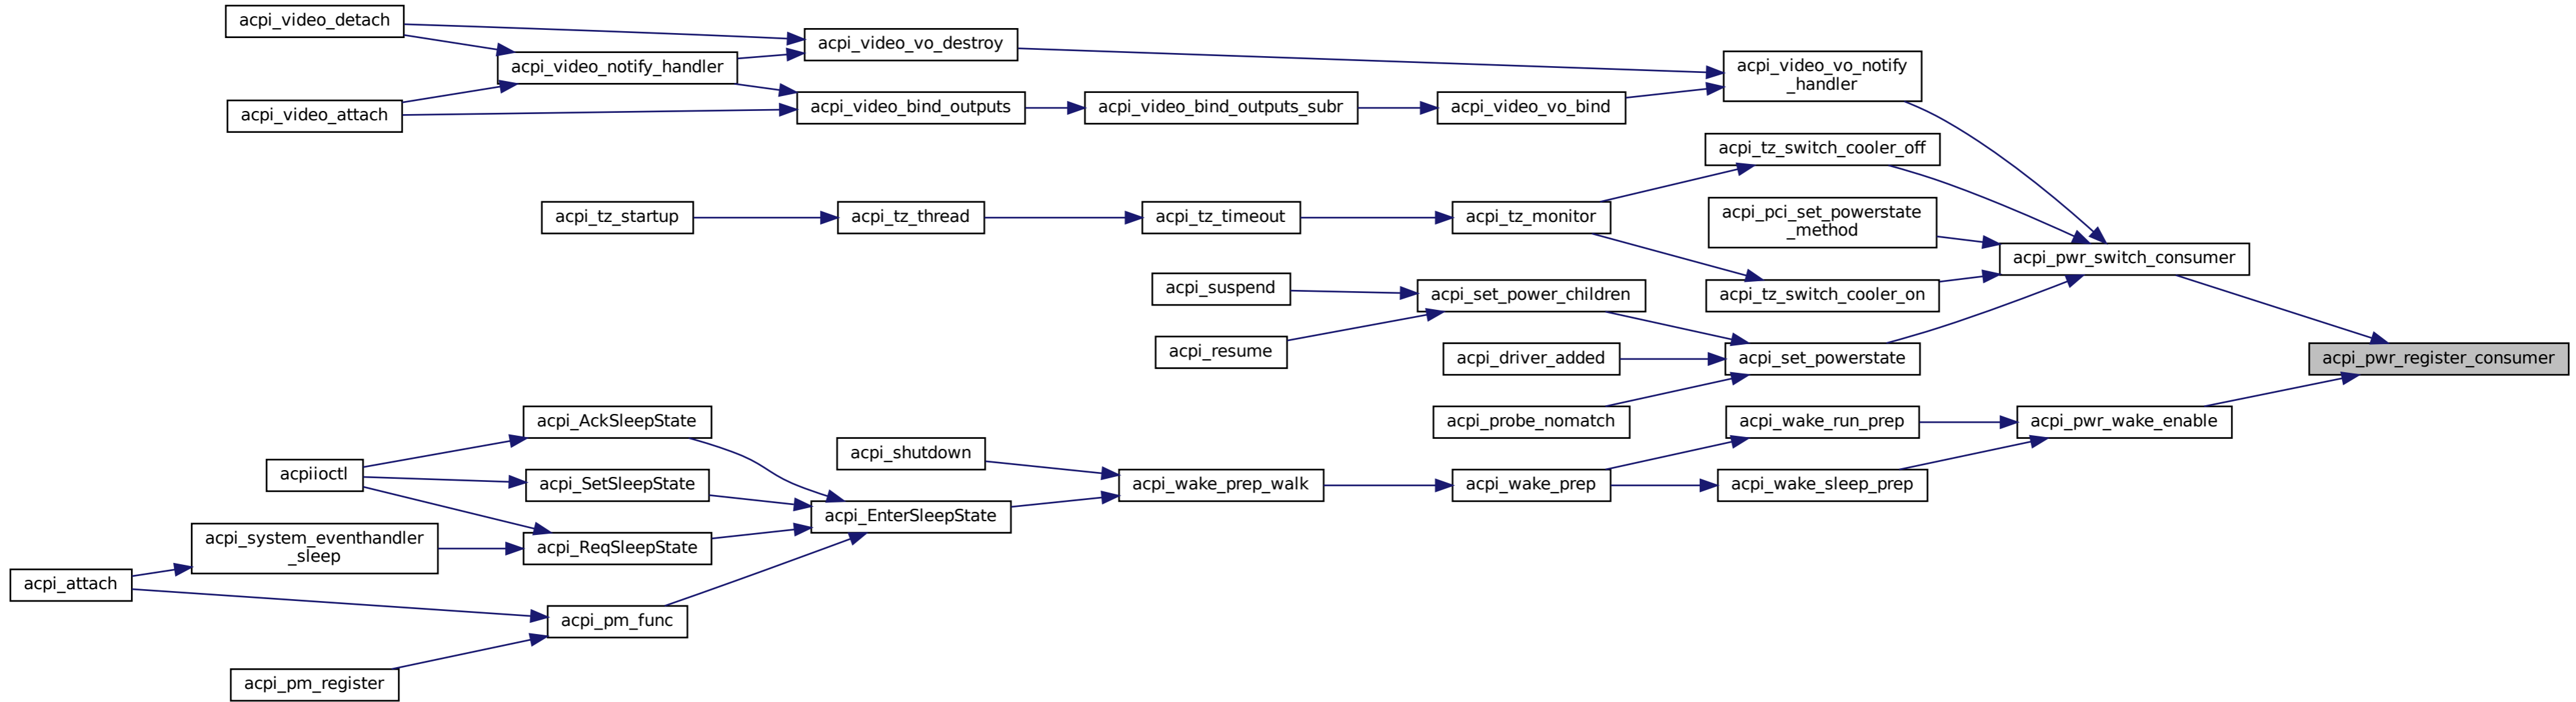 acpi_video_detach
acpi_video_vo_destroy
acpi_video_notify_handler
acpi_video_vo_notify
_handler
acpi_video_attach
acpi_video_bind_outputs
acpi_video_bind_outputs_subr
acpi_video_vo_bind
acpi_tz_switch_cooler_off
acpi_tz_startup
acpi_tz_thread
acpi_tz_timeout
acpi_tz_monitor
acpi_pci_set_powerstate
_method
acpi_pwr_switch_consumer
acpi_suspend
acpi_set_power_children
acpi_tz_switch_cooler_on
acpi_resume
acpi_driver_added
acpi_set_powerstate
acpi_pwr_register_consumer
acpi_AckSleepState
acpi_probe_nomatch
acpi_wake_run_prep
acpi_pwr_wake_enable
acpi_shutdown
acpiioctl
acpi_SetSleepState
acpi_wake_prep_walk
acpi_wake_prep
acpi_wake_sleep_prep
acpi_EnterSleepState
acpi_system_eventhandler
_sleep
acpi_ReqSleepState
acpi_attach
acpi_pm_func
acpi_pm_register